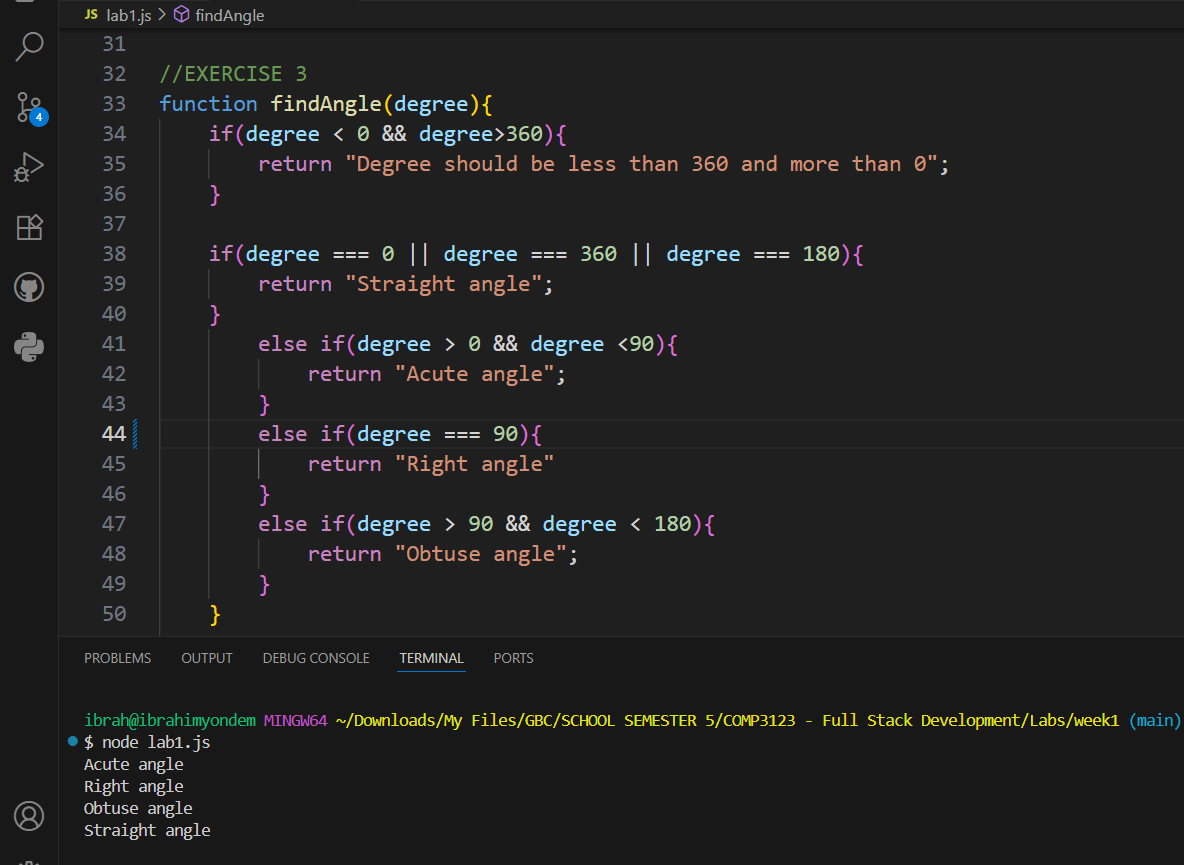 JS lab1.js > findAngle
31
32 //EXERCISE 3
33 function findAngle(degree){
34 if(degree < 0 && degree>360){
35 return "Degree should be less than 360 and more than 0";
36 }
37
38 if(degree === 0 || degree === 360 || degree === 180){
39 return "Straight angle";
40 }
41 else if(degree > 0 && degree <90){
42 return "Acute angle";
43 }
44 else if(degree === 90){
45 return "Right angle"
46 }
47 else if(degree > 90 && degree < 180){
48 return "Obtuse angle";
49 }
50 }
4
PROBLEMS OUTPUT DEBUG CONSOLE TERMINAL PORTS
ibrah@ibrahimyondem MINGW64 ~/Downloads/My Files/GBC/SCHOOL SEMESTER 5/COMP3123 - Full Stack Development/Labs/week1 (main)
$ node lab1.js
Acute angle
Right angle
Obtuse angle
Straight angle